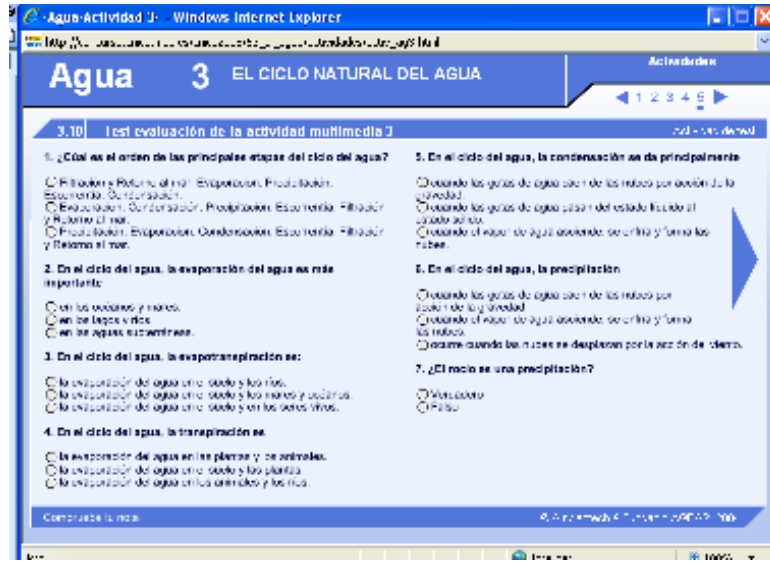 Agua-Actividad 3 - Windows Internet Explorer
Agua 3 EL CICLO NATURAL DEL AGUA
Actividades
1 2 3 4 5
3.10 Test evaluación de la actividad multimedia 3
1. ¿Cúal es el orden de las principales etapas del ciclo del agua?
Filtración y Retorno al mar. Evaporación. Precipitación.
Escorrentía. Condensación.
Evaporación. Condensación. Precipitación. Escorrentía. Filtración
y Retorno al mar.
Precipitación. Evaporación. Condensación. Escorrentía. Filtración
y Retorno al mar.
2. En el ciclo del agua, la evaporación del agua es más
importante
en los océanos y mares.
en los lagos y ríos.
en las aguas subterráneas.
3. En el ciclo del agua, la evapotranspiración es:
la evaporación del agua en el suelo y los ríos.
la evaporación del agua en el suelo y los mares y océanos.
la evaporación del agua en el suelo y en los seres vivos.
4. En el ciclo del agua, la transpiración es
la evaporación del agua en las plantas y los animales.
la evaporación del agua en el suelo y las plantas
la evaporación del agua en los animales y los ríos.
5. En el ciclo del agua, la condensación se da principalmente
cuando las gotas de agua caen de las nubes por acción de la
gravedad.
cuando las gotas de agua pasan del estado líquido al
estado sólido.
cuando el vapor de agua asciende, se enfría y forma las
nubes.
6. En el ciclo del agua, la precipitación
cuando las gotas de agua caen de las nubes por
acción de la gravedad
cuando el vapor de agua asciende, se enfría y forma
las nubes.
ocurre cuando las nubes se desplazan por la acción del viento.
7. ¿El rocío es una precipitación?
Verdadero
Falso
Comprueba tu nota
100%